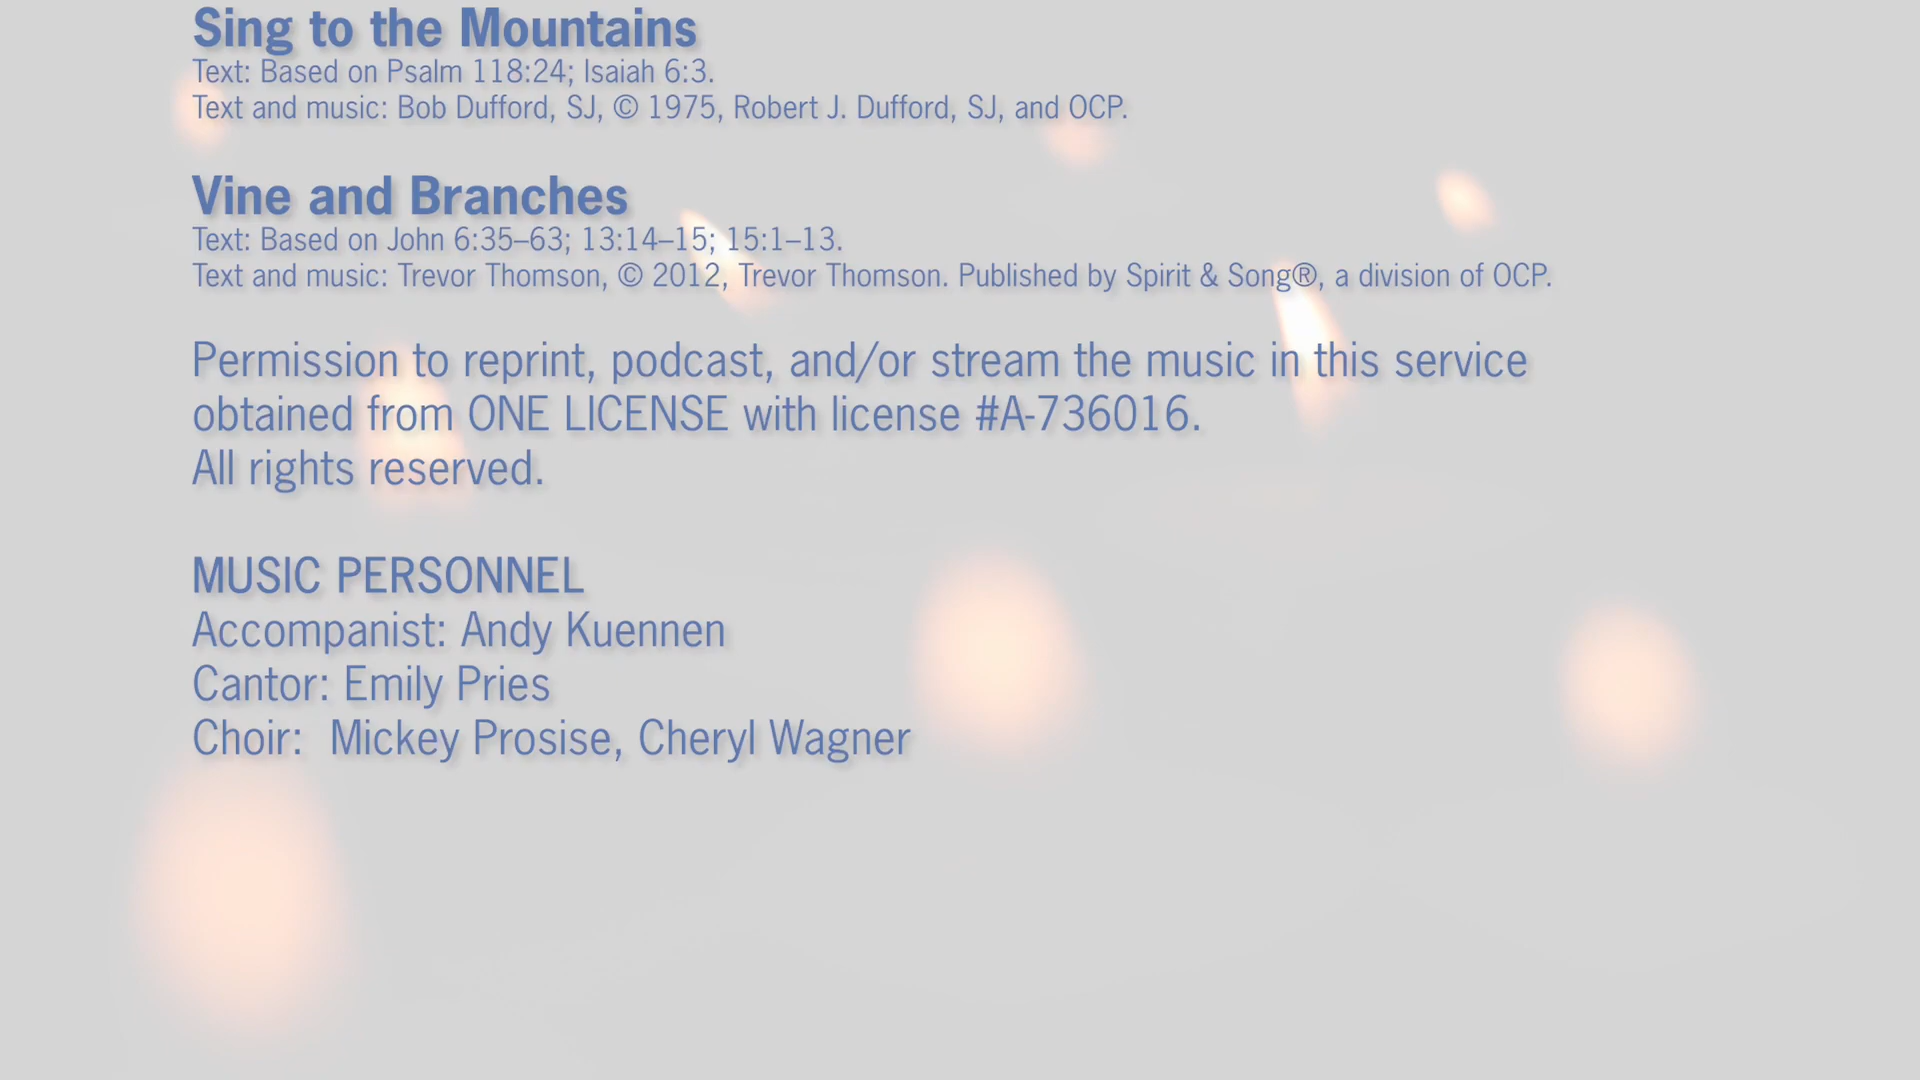 Sing to the Mountains
Text: Based on Psalm 118:24; Isaiah 6:3.
Text and music: Bob Dufford, SJ, © 1975, Robert J. Dufford, SJ, and OCP.
Vine and Branches
Text: Based on John 6:35–63; 13:14–15; 15:1–13.
Text and music: Trevor Thomson, © 2012, Trevor Thomson. Published by Spirit & Song®, a division of OCP.
Permission to reprint, podcast, and/or stream the music in this service
obtained from ONE LICENSE with license #A-736016.
All rights reserved.
MUSIC PERSONNEL
Accompanist: Andy Kuennen
Cantor: Emily Pries
Choir:  Mickey Prosise, Cheryl Wagner